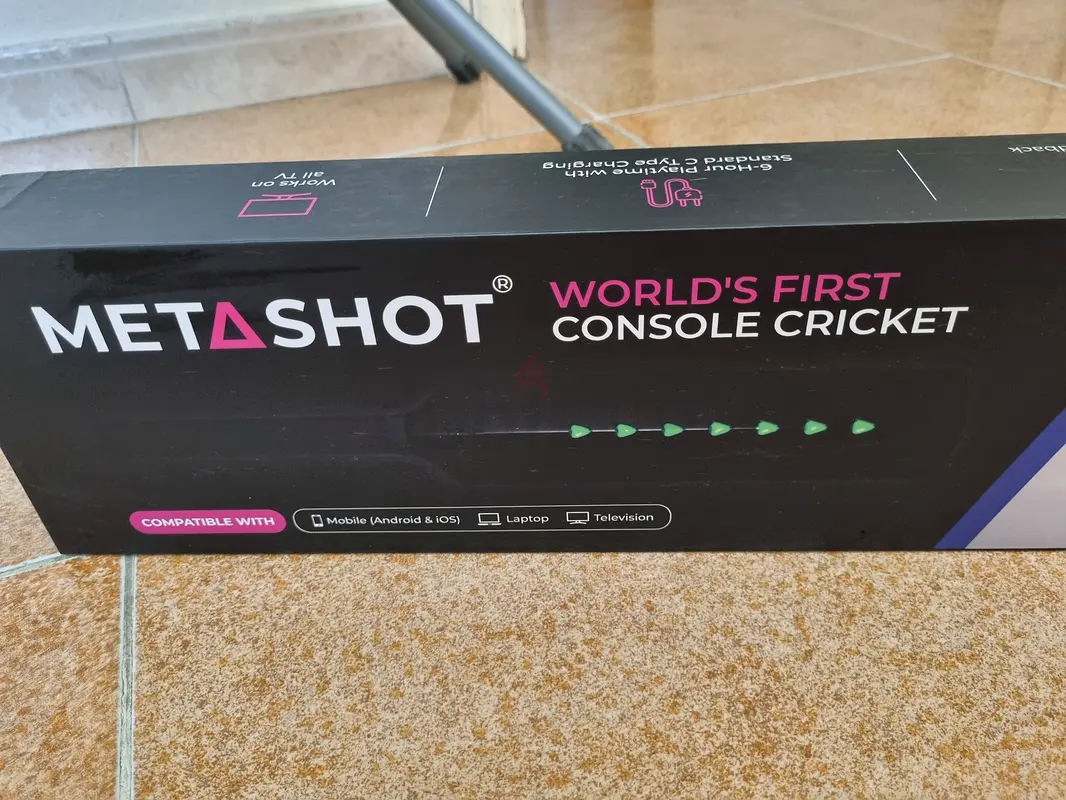 Works on
all TV
6-Hour Playtime with
Standard C Type Charging
METASHOT®
WORLD'S FIRST
CONSOLE CRICKET
COMPATIBLE WITH
Mobile (Android & iOS)
Laptop
Television